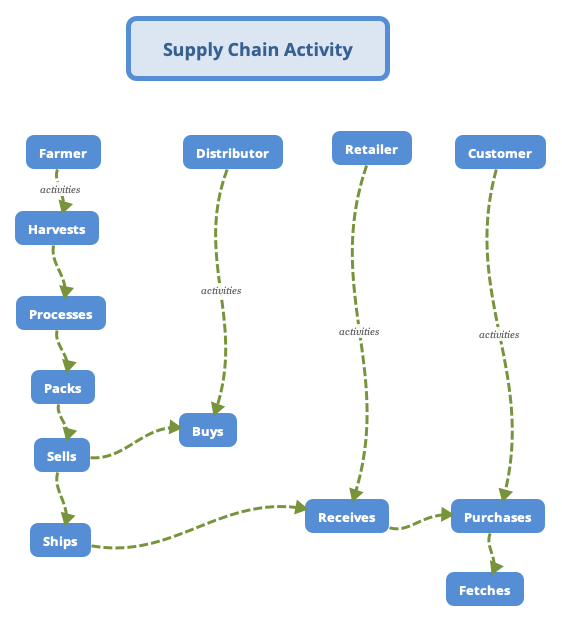 Supply Chain Activity
Farmer
Distributor
Retailer
Customer
activities
Harvests
activities
Processes
activities
activities
Packs
Buys
Sells
Receives
Purchases
Ships
Fetches